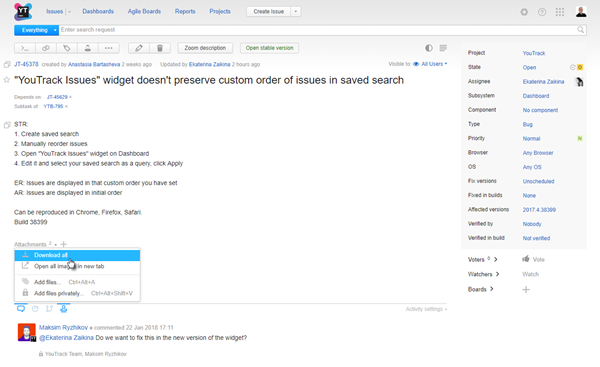 YT
Issues
Dashboards
Agile Boards
Reports
Projects
Create Issue
Everything
Enter search request
Zoom description
Open stable version
JT-45378 created by Anastasia Bartasheva 2 weeks ago Updated by Ekaterina Zaikina 2 hours ago
Visible to All Users
"YouTrack Issues" widget doesn't preserve custom order of issues in saved search
Depends on: JT-45629
Subtask of: YTB-795
STR:
1. Create saved search
2. Manually reorder issues
3. Open "YouTrack Issues" widget on Dashboard
4. Edit it and select your saved search as a query, click Apply
ER: Issues are displayed in that custom order you have set
AR: Issues are displayed in initial order
Can be reproduced in Chrome, Firefox, Safari.
Build 38399
Attachments
Download all
Open all images in new tab
Add files... Ctrl+Alt+A
Add files privately... Ctrl+Alt+Shift+V
Activity settings
Maksim Ryzhikov commented 22 Jan 2018 17:11
@Ekaterina Zaikina Do we want to fix this in the new version of the widget?
YouTrack Team, Maksim Ryzhikov
Project YouTrack
State Open O
Assignee Ekaterina Zaikina
Subsystem Dashboard
Component No component
Type Bug
Priority Normal N
Browser Any Browser
OS Any OS
Fix versions Unscheduled
Fixed in builds None
Affected versions 2017.4.38399
Verified by Nobody
Verified in build Not verified
Voters 0 Vote
Watchers Watch
Boards